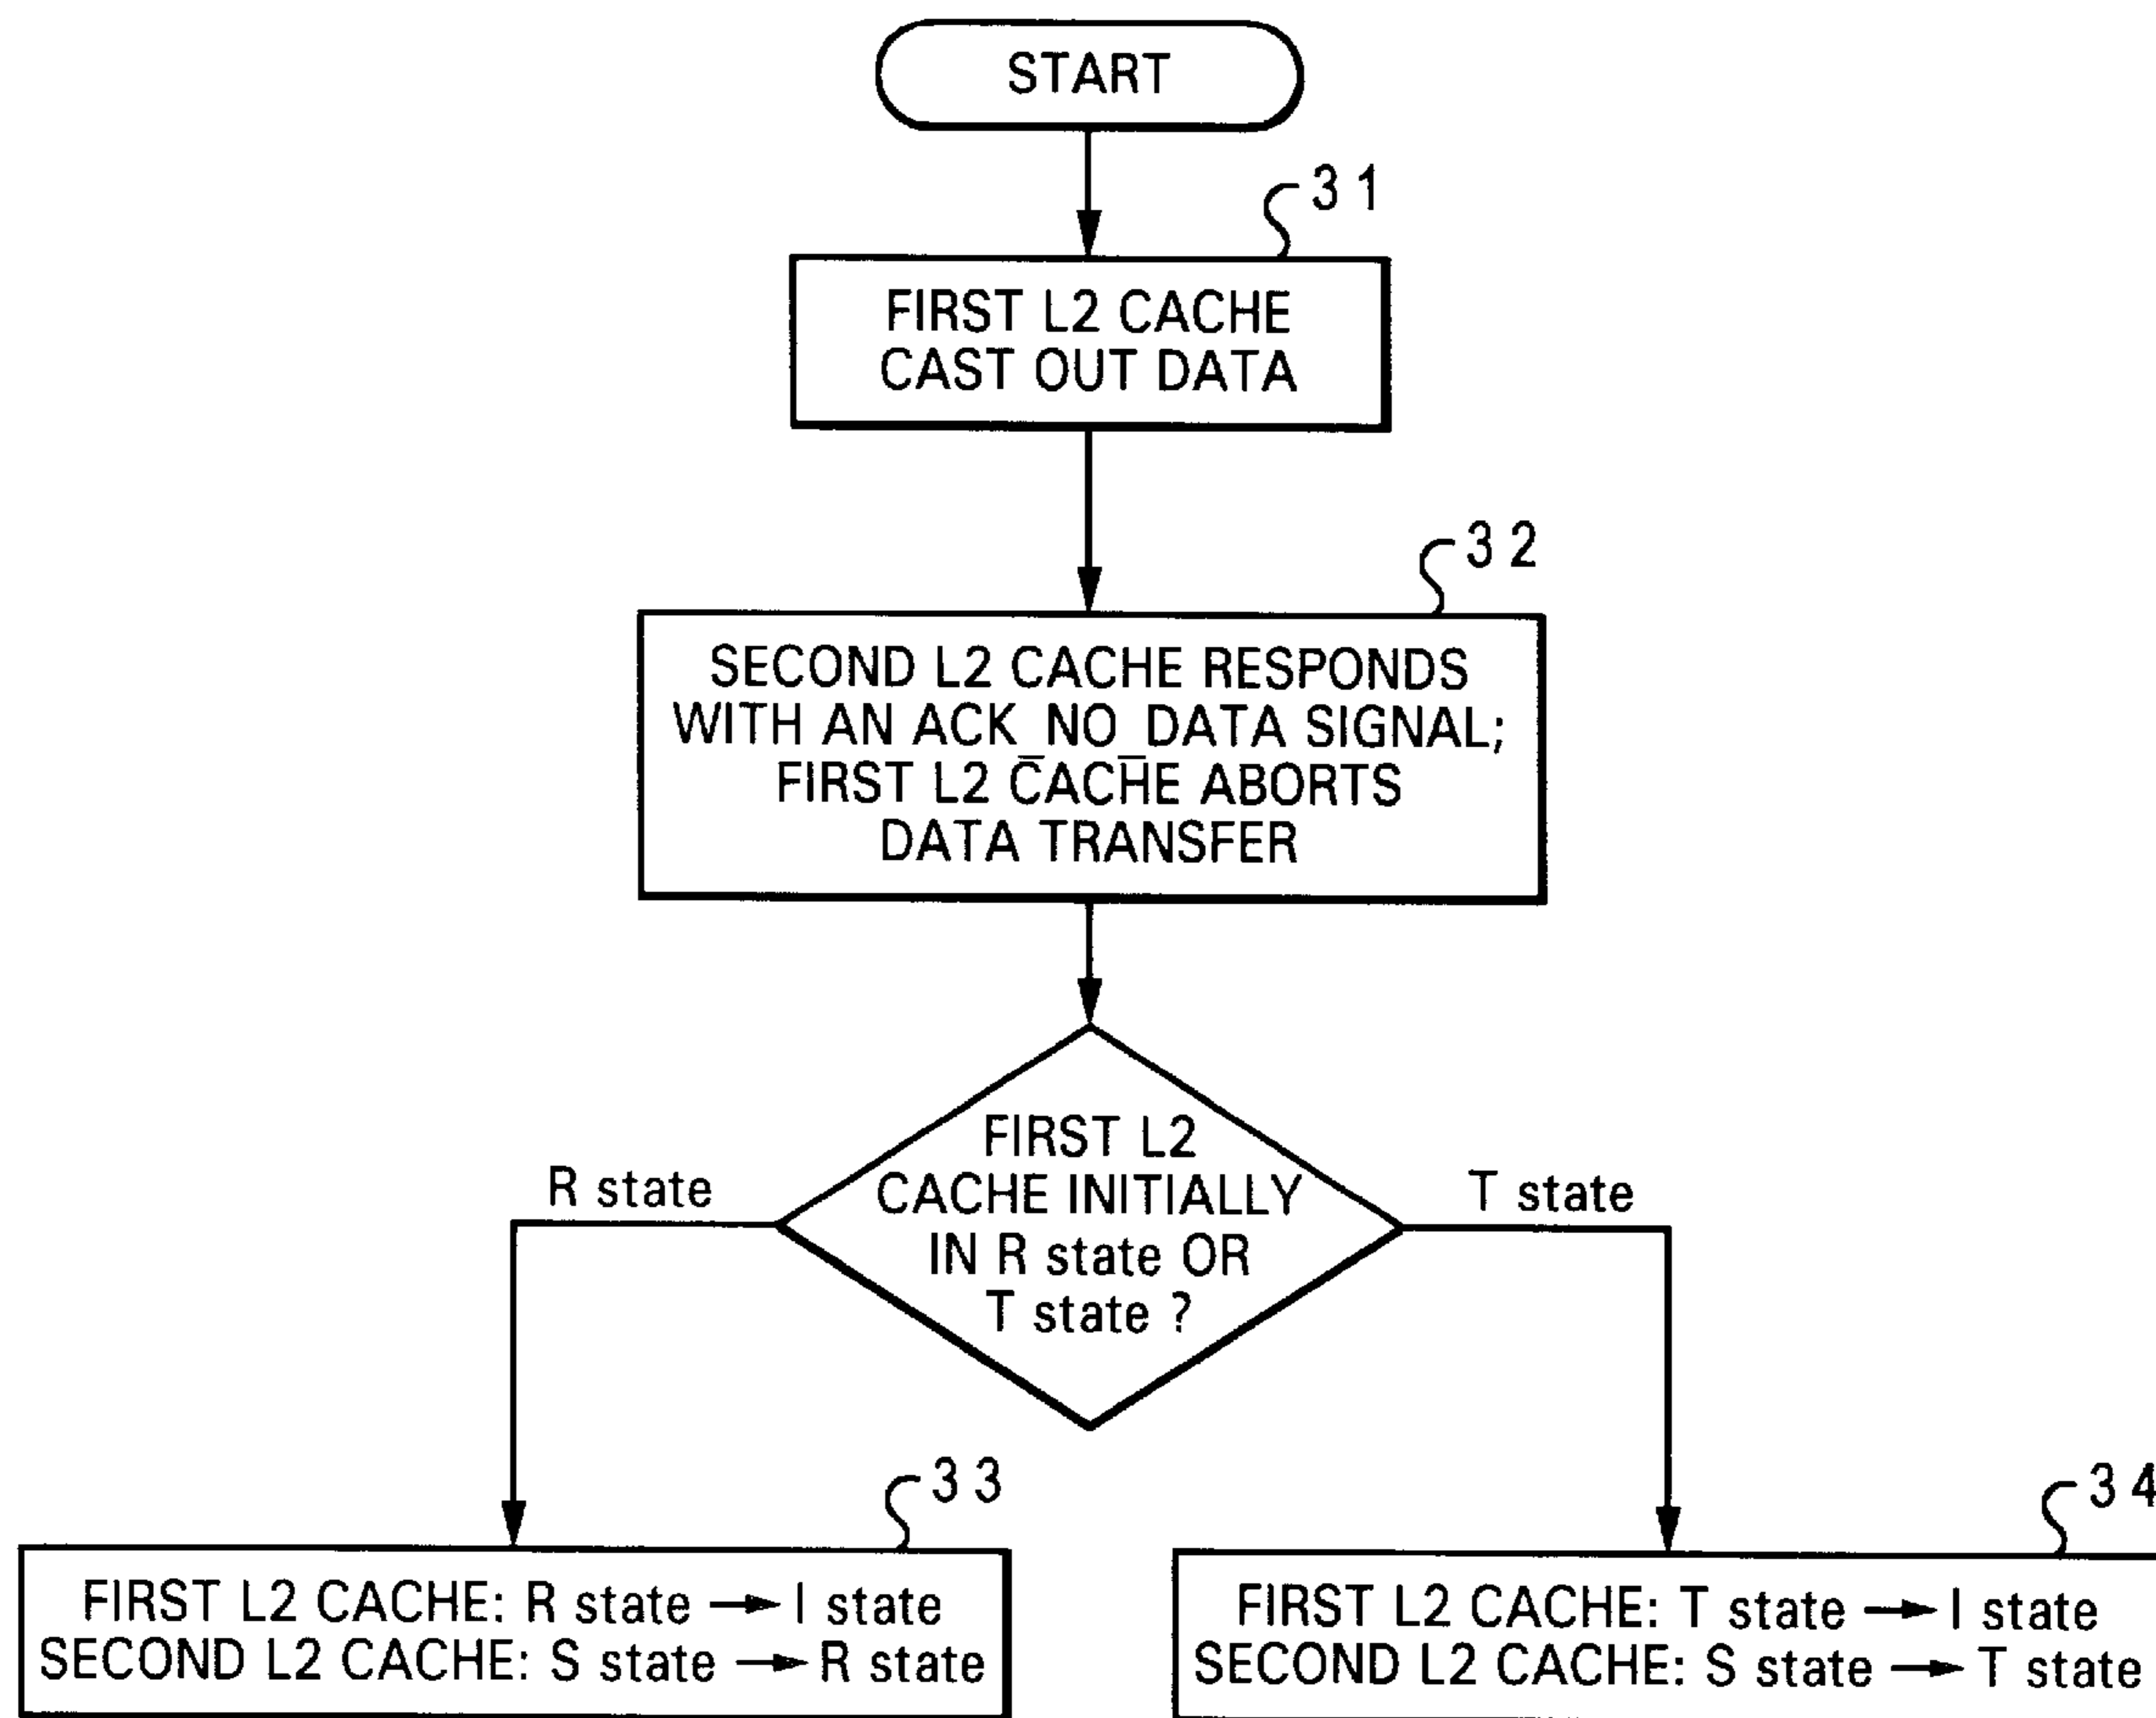 START
31
FIRST L2 CACHE
CAST OUT DATA
32
SECOND L2 CACHE RESPONDS
WITH AN ACK_NO_DATA SIGNAL;
FIRST L2 CACHE ABORTS
DATA TRANSFER
FIRST L2
CACHE INITIALLY
IN R state OR
T state ?
R state
T state
33
FIRST L2 CACHE: R state → I state
SECOND L2 CACHE: S state → R state
34
FIRST L2 CACHE: T state → I state
SECOND L2 CACHE: S state → T state